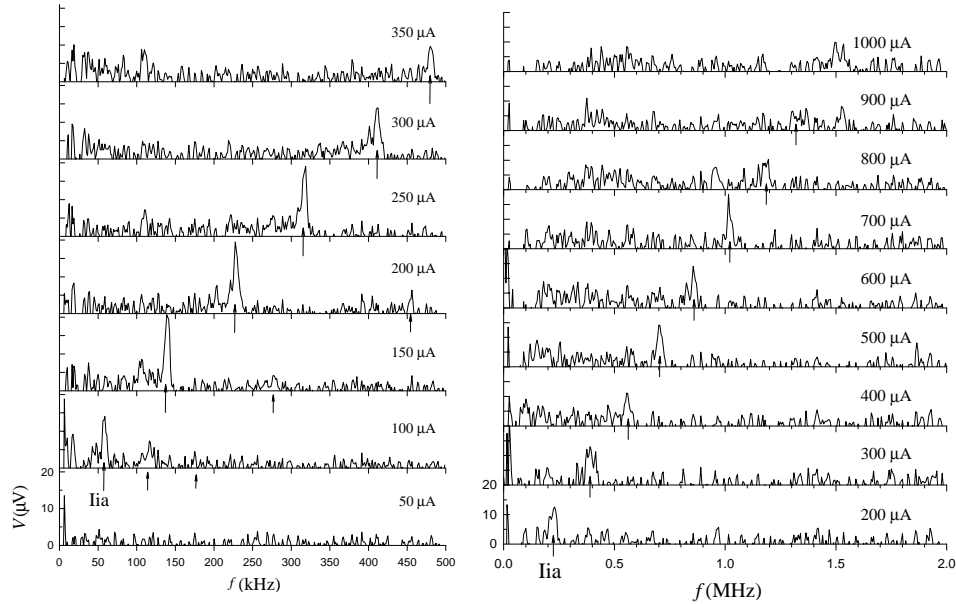 350 µA
300 µA
250 µA
200 µA
150 µA
100 µA
Iia
50 µA
V (µV)
20
10
0
0 50 100 150 200 250 300 350 400 450 500
f (kHz)
1000 µA
900 µA
800 µA
700 µA
600 µA
500 µA
400 µA
300 µA
200 µA
20
10
0
0.0 0.5 1.0 1.5 2.0
Iia
f (MHz)